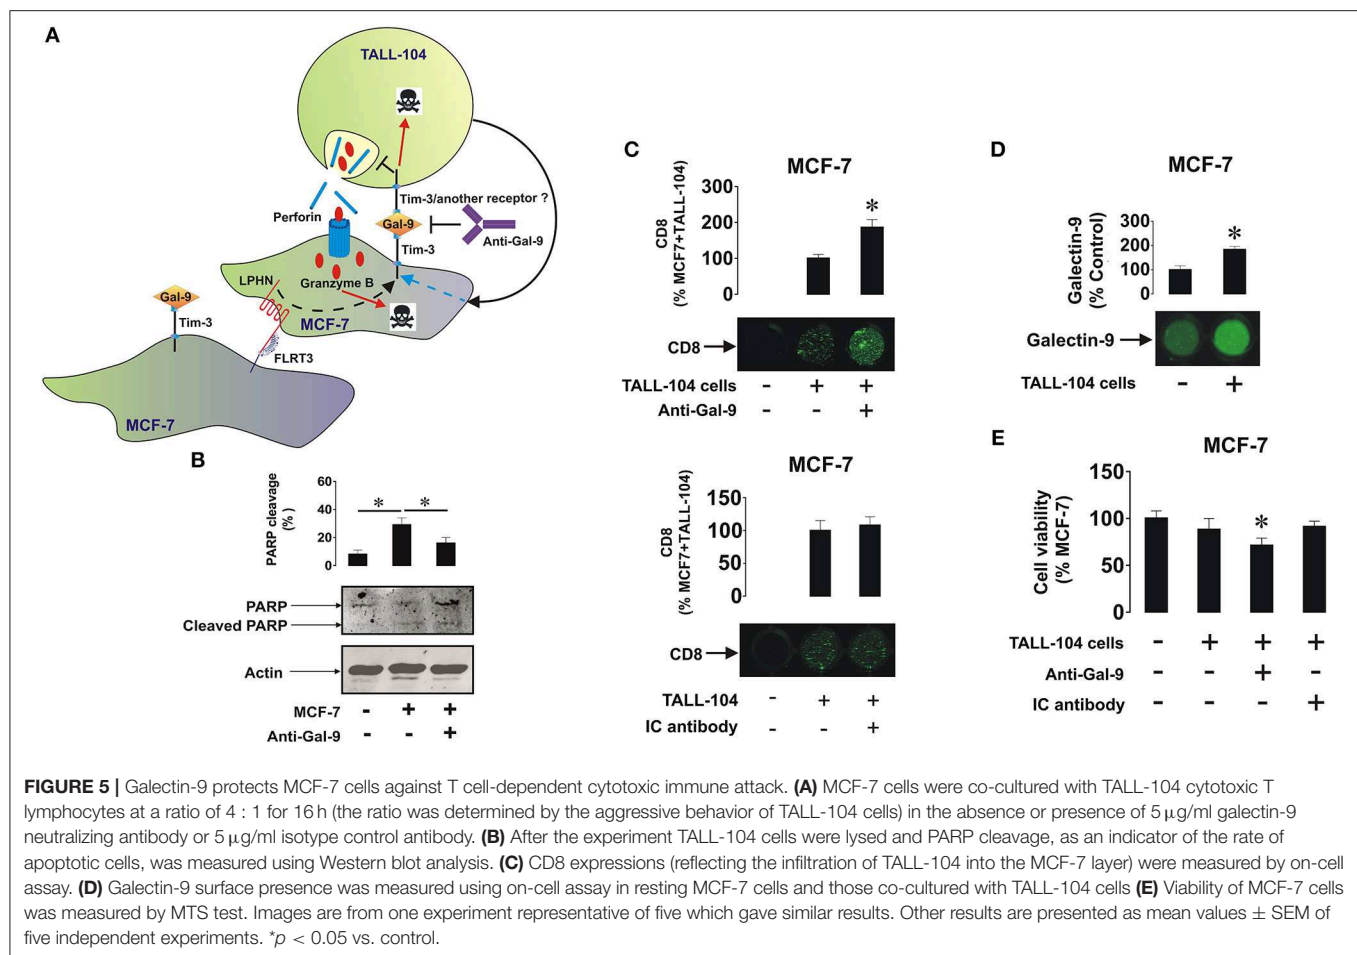 A
TALL-104
Tim-3/another receptor ?
Perforin
Gal-9
Anti-Gal-9
Tim-3
LPHN
Granzyme B
Gal-9
MCF-7
Tim-3
FLRT3
MCF-7
B
PARP cleavage
(%)
60
40
20
0
*
*
PARP
Cleaved PARP
Actin
MCF-7 - + +
Anti-Gal-9 - - +
C
MCF-7
CD8
(% MCF7+TALL-104)
300
200
100
0
*
CD8
TALL-104 cells - + +
Anti-Gal-9 - - +
MCF-7
CD8
(% MCF7+TALL-104)
150
100
50
0
CD8
TALL-104 - + +
IC antibody - - +
D
MCF-7
Galectin-9
(% Control)
300
200
100
0
*
Galectin-9
TALL-104 cells - +
E
MCF-7
Cell viability
(% MCF-7)
150
100
50
0
*
TALL-104 cells - + + +
Anti-Gal-9 - - + -
IC antibody - - - +
FIGURE 5 | Galectin-9 protects MCF-7 cells against T cell-dependent cytotoxic immune attack. (A) MCF-7 cells were co-cultured with TALL-104 cytotoxic T
lymphocytes at a ratio of 4 : 1 for 16 h (the ratio was determined by the aggressive behavior of TALL-104 cells) in the absence or presence of 5 μg/ml galectin-9
neutralizing antibody or 5 μg/ml isotype control antibody. (B) After the experiment TALL-104 cells were lysed and PARP cleavage, as an indicator of the rate of
apoptotic cells, was measured using Western blot analysis. (C) CD8 expressions (reflecting the infiltration of TALL-104 into the MCF-7 layer) were measured by on-cell
assay. (D) Galectin-9 surface presence was measured using on-cell assay in resting MCF-7 cells and those co-cultured with TALL-104 cells (E) Viability of MCF-7 cells
was measured by MTS test. Images are from one experiment representative of five which gave similar results. Other results are presented as mean values ± SEM of
five independent experiments. *p < 0.05 vs. control.